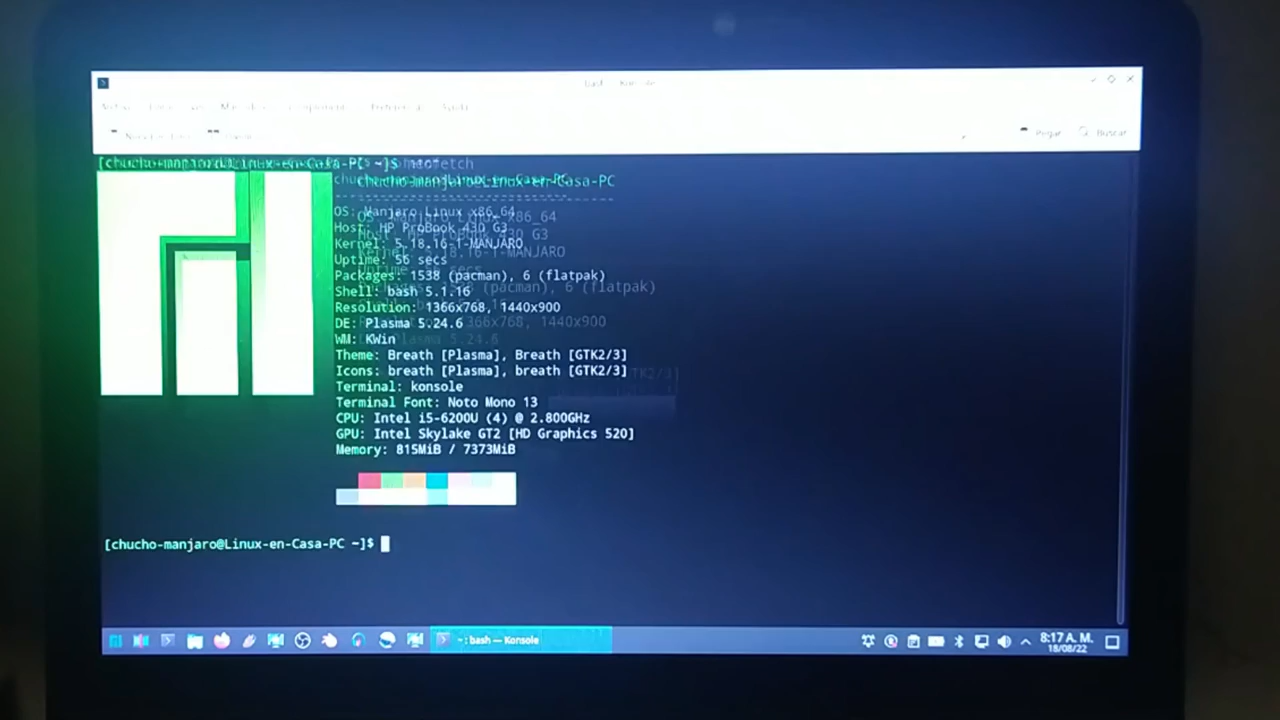 bash — Konsole
Pegar Buscar
[chucho-manjaro@Linux-en-Casa-PC ~]$ neofetch
chucho-manjaro@Linux-en-Casa-PC
-------------------------------
OS: Manjaro Linux x86_64
Host: HP ProBook 430 G3
Kernel: 5.18.16-1-MANJARO
Uptime: 56 secs
Packages: 1538 (pacman), 6 (flatpak)
Shell: bash 5.1.16
Resolution: 1366x768, 1440x900
DE: Plasma 5.24.6
WM: KWin
Theme: Breath [Plasma], Breath [GTK2/3]
Icons: breath [Plasma], breath [GTK2/3]
Terminal: konsole
Terminal Font: Noto Mono 13
CPU: Intel i5-6200U (4) @ 2.800GHz
GPU: Intel Skylake GT2 [HD Graphics 520]
Memory: 815MiB / 7373MiB
[chucho-manjaro@Linux-en-Casa-PC ~]$
~ : bash — Konsole
8:17 A. M.
18/08/22